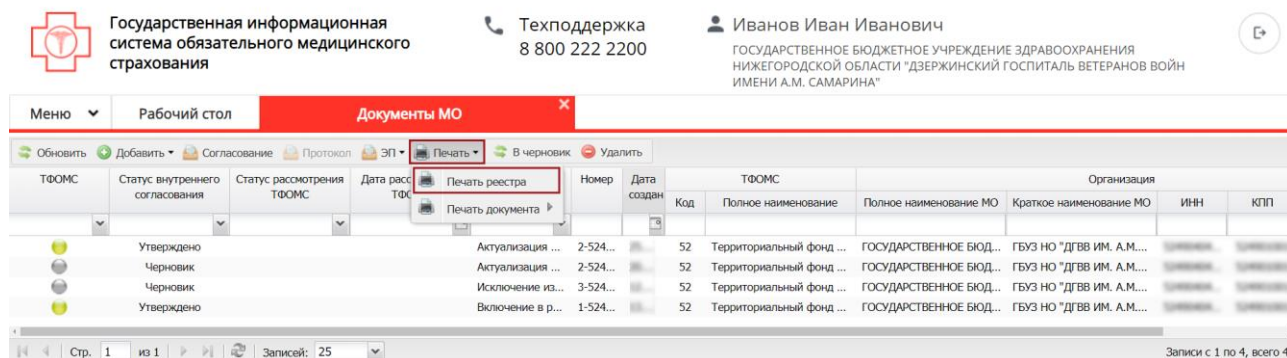 Государственная информационная
система обязательного медицинского
страхования
Техподдержка
8 800 222 2200
Иванов Иван Иванович
ГОСУДАРСТВЕННОЕ БЮДЖЕТНОЕ УЧРЕЖДЕНИЕ ЗДРАВООХРАНЕНИЯ
НИЖЕГОРОДСКОЙ ОБЛАСТИ "ДЗЕРЖИНСКИЙ ГОСПИТАЛЬ ВЕТЕРАНОВ ВОЙН
ИМЕНИ А.М. САМАРИНА"
Меню Рабочий стол Документы МО
Обновить Добавить Согласование Протокол ЭП Печать В черновик Удалить
Печать реестра
Печать документа
ТФОМС Статус внутреннего согласования Статус рассмотрения ТФОМС Дата расс Номер Дата создан ТФОМС Организация
Код Полное наименование Полное наименование МО Краткое наименование МО ИНН КПП
Утверждено Актуализация ... 2-524... 52 Территориальный фонд ... ГОСУДАРСТВЕННОЕ БЮД... ГБУЗ НО "ДГВВ ИМ. А.М....
Черновик Актуализация ... 2-524... 52 Территориальный фонд ... ГОСУДАРСТВЕННОЕ БЮД... ГБУЗ НО "ДГВВ ИМ. А.М....
Черновик Исключение из... 3-524... 52 Территориальный фонд ... ГОСУДАРСТВЕННОЕ БЮД... ГБУЗ НО "ДГВВ ИМ. А.М....
Утверждено Включение в р... 1-524... 52 Территориальный фонд ... ГОСУДАРСТВЕННОЕ БЮД... ГБУЗ НО "ДГВВ ИМ. А.М....
Стр. 1 из 1 Записей: 25 Записи с 1 по 4, всего 4